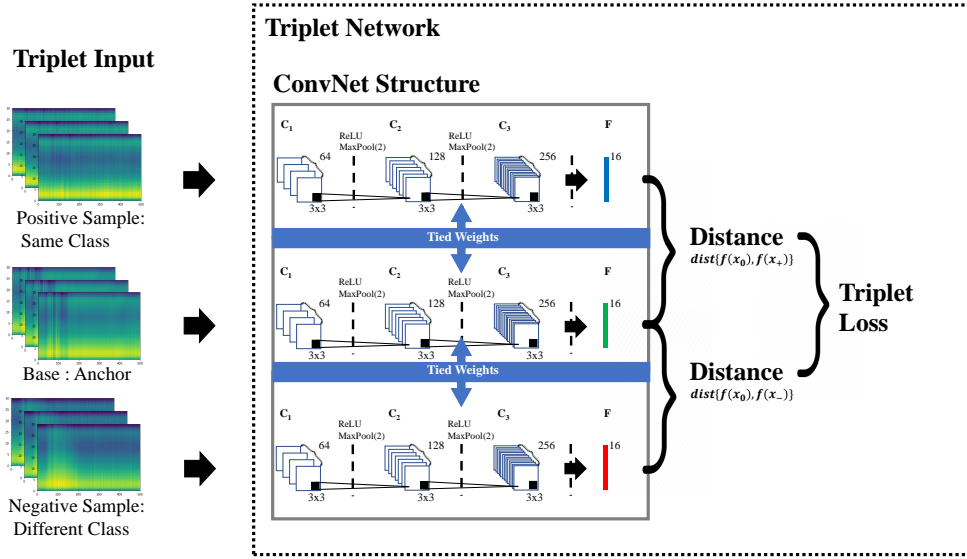 Triplet Network
Triplet Input
ConvNet Structure
C1 C2 C3 F
ReLU ReLU
MaxPool(2) MaxPool(2)
64 128 256 16
3x3 3x3 3x3
Positive Sample:
Same Class
Tied Weights
Distance
dist{f(x0), f(x+)}
C1 C2 C3 F
ReLU ReLU
MaxPool(2) MaxPool(2)
64 128 256 16
3x3 3x3 3x3
Base : Anchor
Triplet
Loss
Tied Weights
Distance
dist{f(x0), f(x−)}
C1 C2 C3 F
ReLU ReLU
MaxPool(2) MaxPool(2)
64 128 256 16
3x3 3x3 3x3
Negative Sample:
Different Class